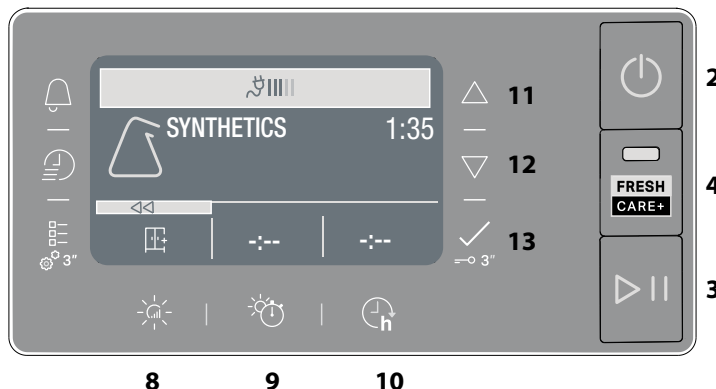 2
11
SYNTHETICS 1:35
12
FRESH
CARE+
4
-:-- -:--
13
3"
3"
3
h
8 9 10